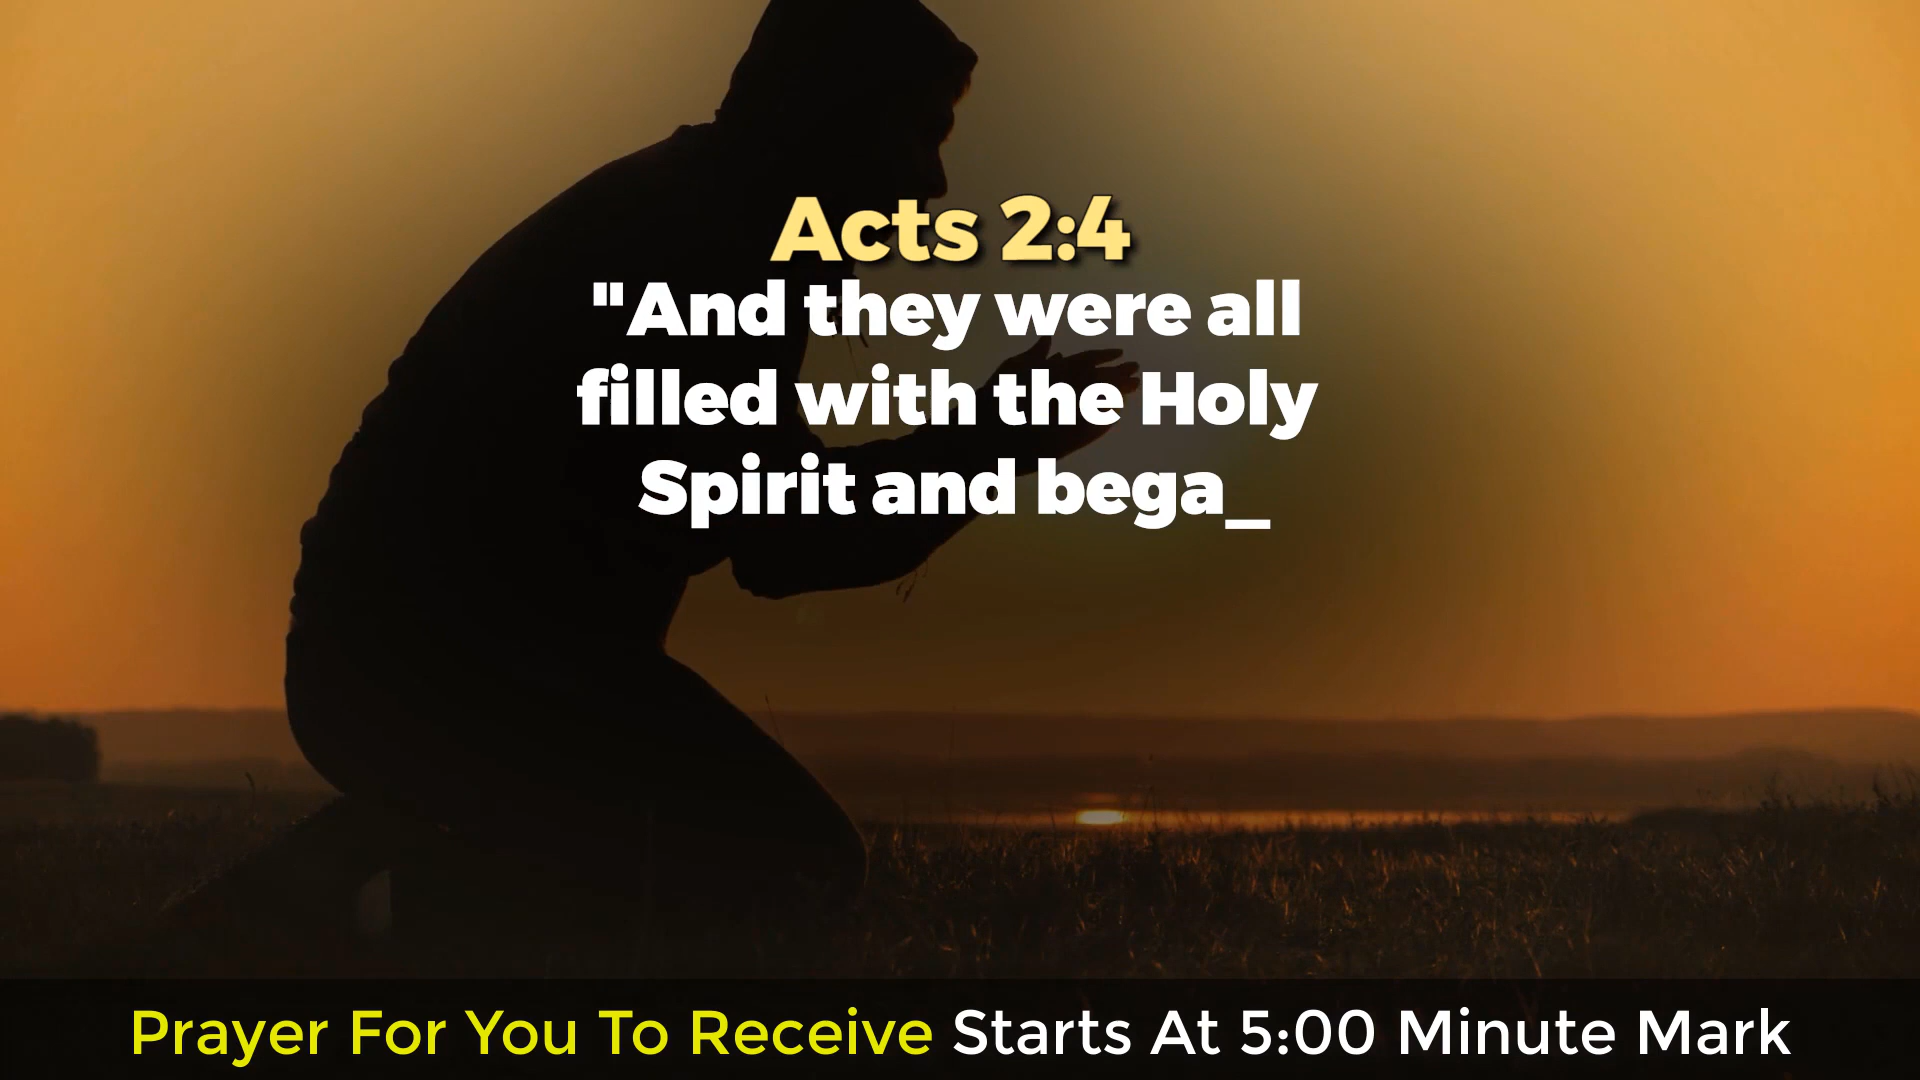 Acts 2:4
"And they were all
filled with the Holy
Spirit and bega_
Prayer For You To Receive Starts At 5:00 Minute Mark